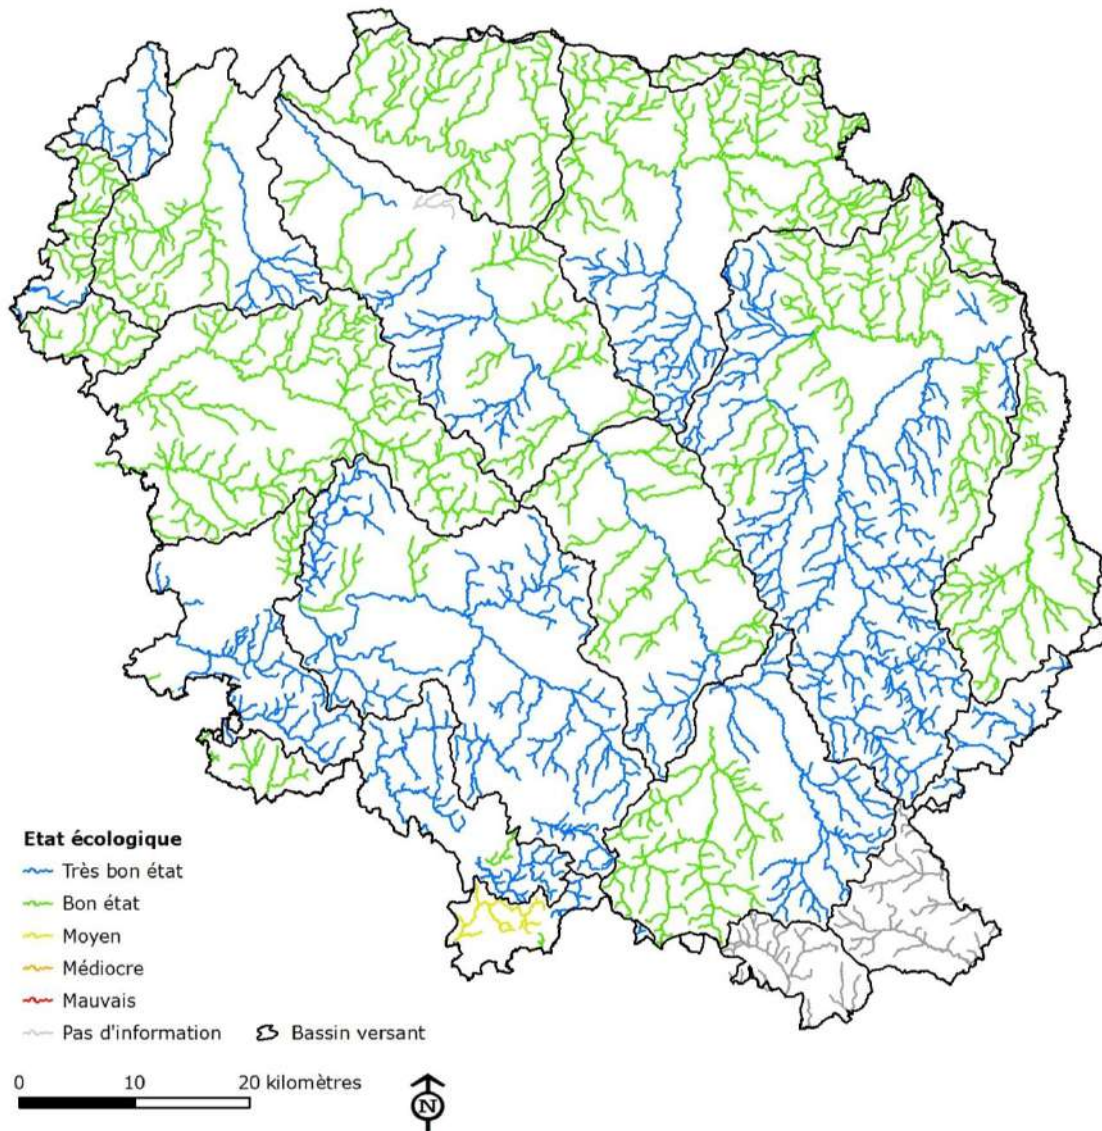 Etat écologique
Très bon état
Bon état
Moyen
Médiocre
Mauvais
Pas d'information Bassin versant
0 10 20 kilomètres
N